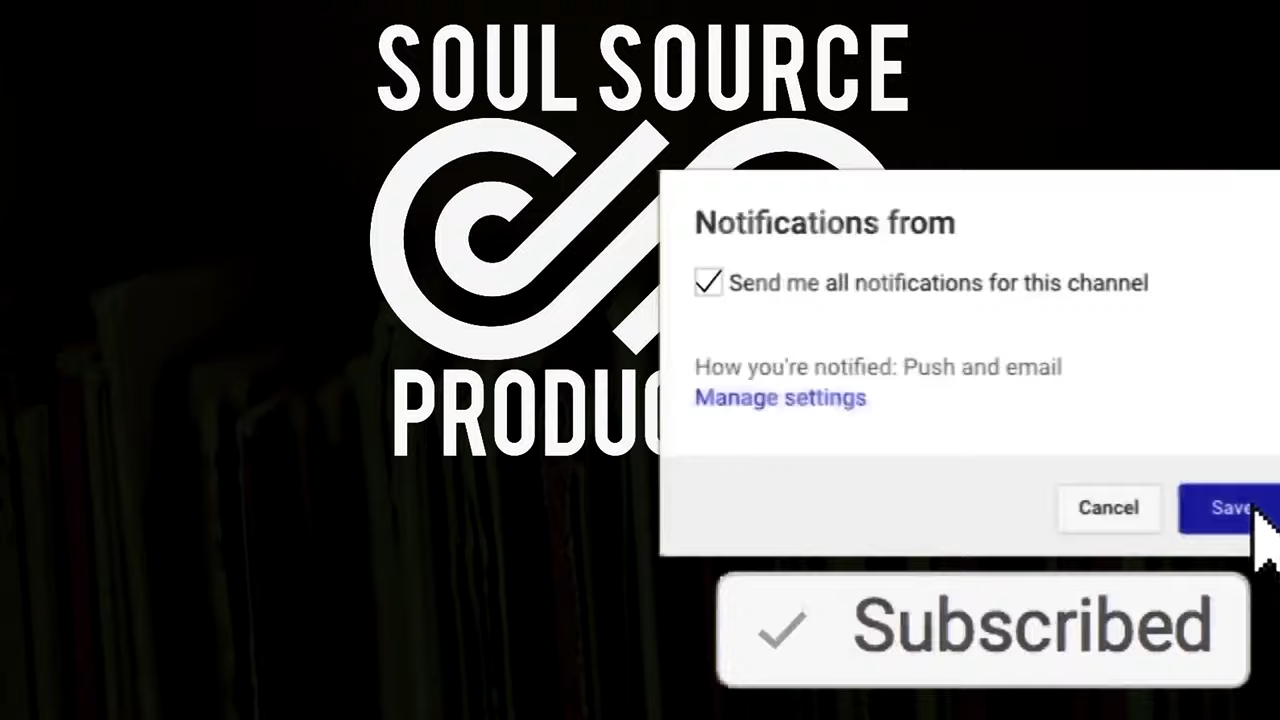 SOUL SOURCE
PRODUC
Notifications from
Send me all notifications for this channel
How you're notified: Push and email
Manage settings
Cancel
Save
Subscribed